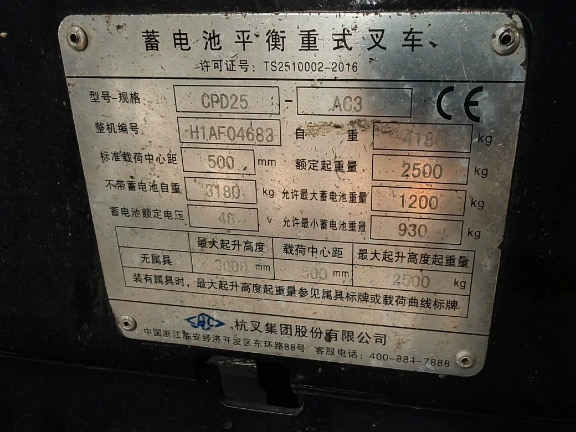 蓄电池平衡重式叉车
许可证号：TS2510002-2016
型号-规格 CPD25 - AC3 CE
整机编号 H1AF04683 自重 kg
标准载荷中心距 500 mm 额定起重量 2500 kg
不带蓄电池自重 3180 kg 允许最大蓄电池重量 1200 kg
蓄电池额定电压 48 v 允许最小蓄电池重量 930 kg
最大起升高度 载荷中心距 最大起升高度起重量
无属具 3000 mm 500 mm 2500 kg
装有属具时，最大起升高度起重量参见属具标牌或载荷曲线标牌
杭叉集团股份有限公司
中国浙江临安经济开发区东环路88号 客服电话：400-884-7888